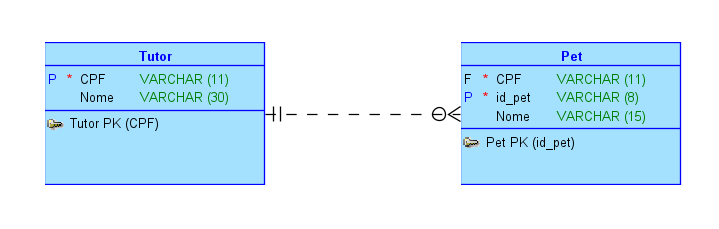 Tutor
P * CPF VARCHAR (11)
Nome VARCHAR (30)
Tutor PK (CPF)
Pet
F * CPF VARCHAR (11)
P * id_pet VARCHAR (8)
Nome VARCHAR (15)
Pet PK (id_pet)